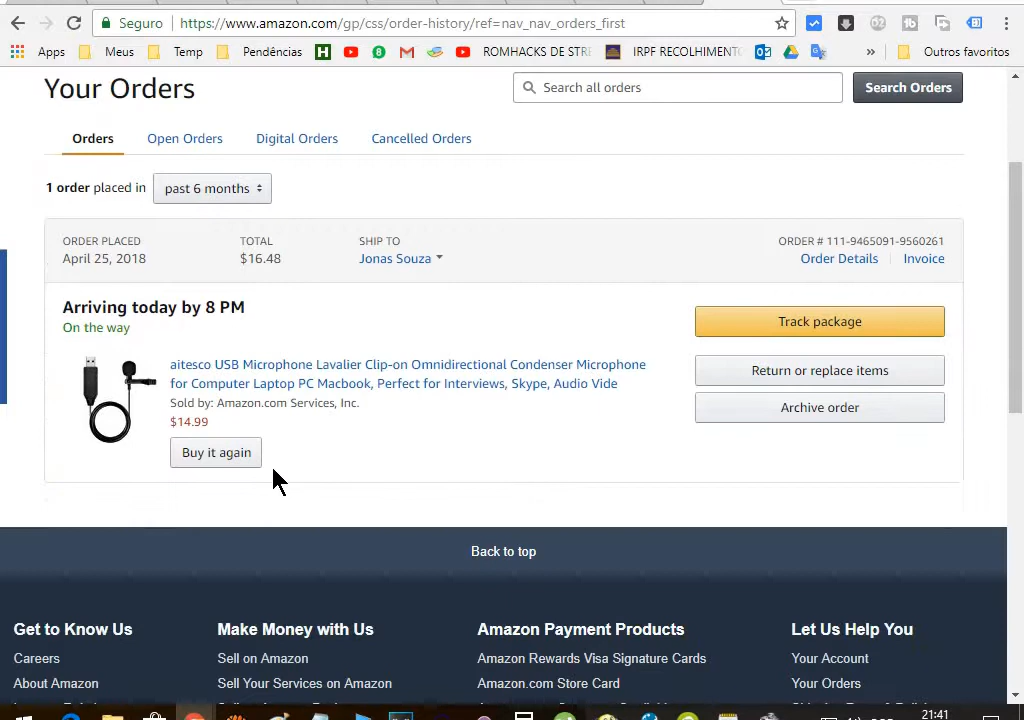 Seguro
https://www.amazon.com/gp/css/order-history/ref=nav_nav_orders_first
Apps Meus Temp Pendências H ROMHACKS DE STRE IRPF RECOLHIMENTO » Outros favoritos
Your Orders
Search all orders
Search Orders
Orders Open Orders Digital Orders Cancelled Orders
1 order placed in past 6 months
ORDER PLACED TOTAL SHIP TO ORDER # 111-9465091-9560261
April 25, 2018 $16.48 Jonas Souza Order Details Invoice
Arriving today by 8 PM
On the way
Track package
aitesco USB Microphone Lavalier Clip-on Omnidirectional Condenser Microphone
for Computer Laptop PC Macbook, Perfect for Interviews, Skype, Audio Vide
Sold by: Amazon.com Services, Inc.
$14.99
Buy it again
Return or replace items
Archive order
Back to top
Get to Know Us Make Money with Us Amazon Payment Products Let Us Help You
Careers Sell on Amazon Amazon Rewards Visa Signature Cards Your Account
About Amazon Sell Your Services on Amazon Amazon.com Store Card Your Orders
21:41